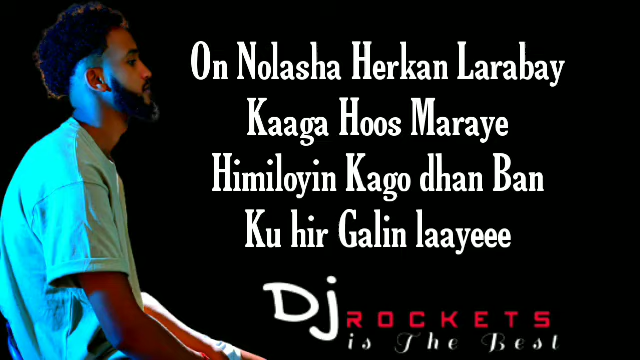 On Nolasha Herkan Larabay
Kaaga Hoos Maraye
Himiloyin Kago dhan Ban
Ku hir Galin laayeee
Dj ROCKETS
is The Best